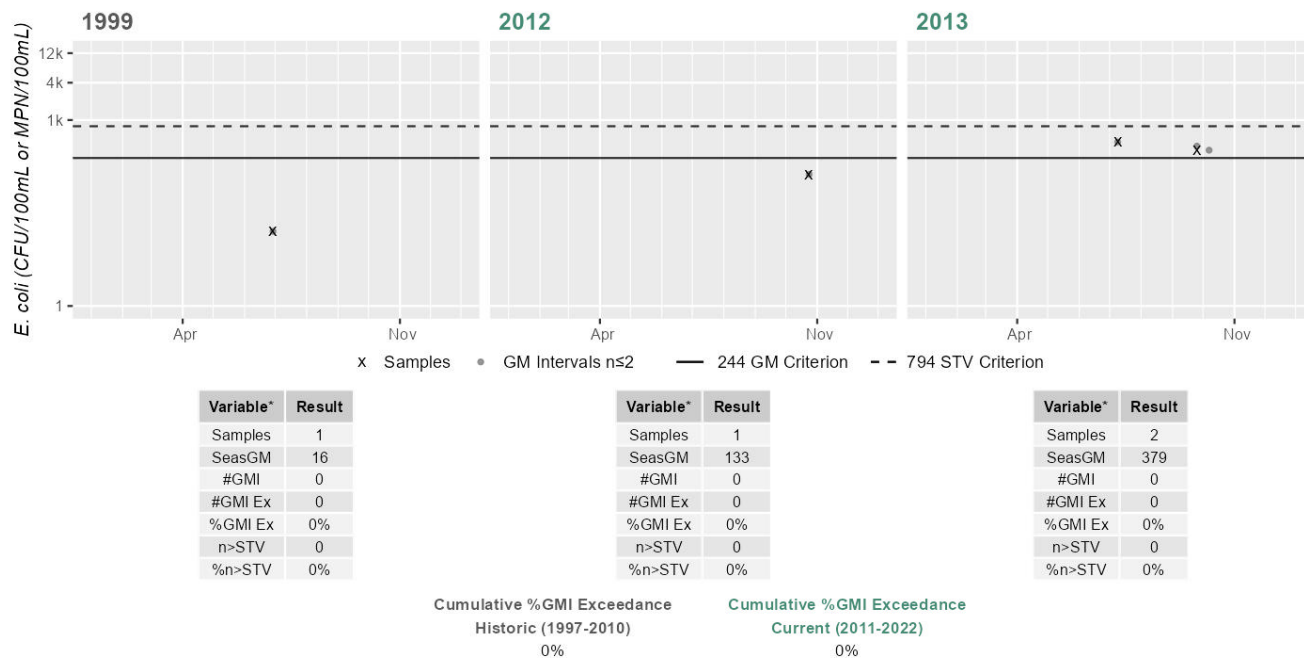 1999
2012
2013
E. coli (CFU/100mL or MPN/100mL)
12k
4k
1k
1
Apr
Nov
Apr
Nov
Apr
Nov
x Samples
GM Intervals n≤2
244 GM Criterion
794 STV Criterion
Variable* Result
Samples 1
SeasGM 16
#GMI 0
#GMI Ex 0
%GMI Ex 0%
n>STV 0
%n>STV 0%
Variable* Result
Samples 1
SeasGM 133
#GMI 0
#GMI Ex 0
%GMI Ex 0%
n>STV 0
%n>STV 0%
Variable* Result
Samples 2
SeasGM 379
#GMI 0
#GMI Ex 0
%GMI Ex 0%
n>STV 0
%n>STV 0%
Cumulative %GMI Exceedance
Historic (1997-2010)
0%
Cumulative %GMI Exceedance
Current (2011-2022)
0%